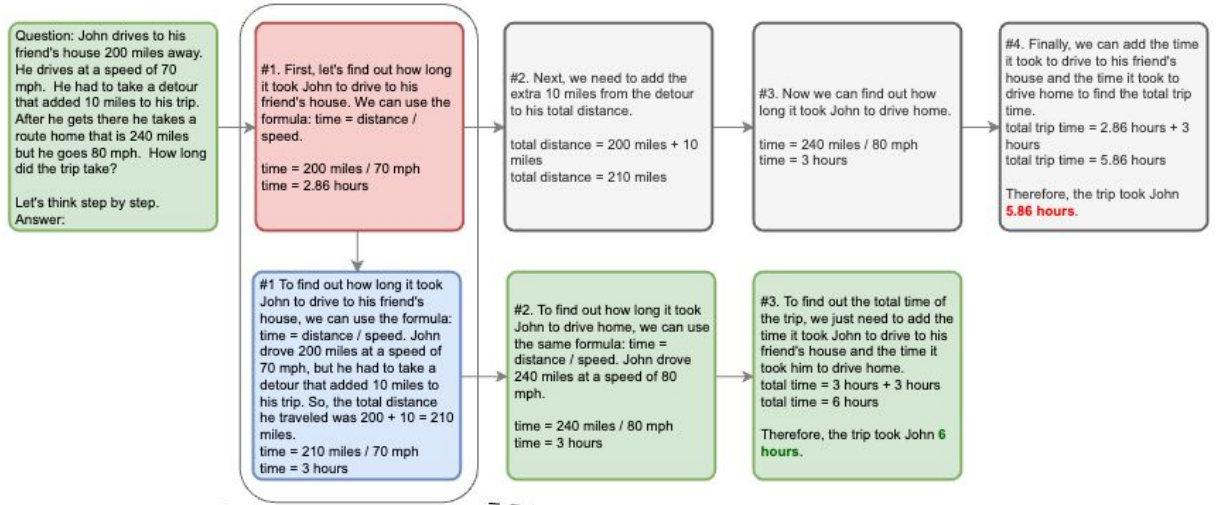 Question: John drives to his
friend's house 200 miles away.
He drives at a speed of 70
mph.  He had to take a detour
that added 10 miles to his trip.
After he gets there he takes a
route home that is 240 miles
but he goes 80 mph.  How long
did the trip take?
Let's think step by step.
Answer:
#1. First, let's find out how long
it took John to drive to his
friend's house. We can use the
formula: time = distance /
speed.
time = 200 miles / 70 mph
time = 2.86 hours
#2. Next, we need to add the
extra 10 miles from the detour
to his total distance.
total distance = 200 miles + 10
miles
total distance = 210 miles
#3. Now we can find out how
long it took John to drive home.
time = 240 miles / 80 mph
time = 3 hours
#4. Finally, we can add the time
it took to drive to his friend's
house and the time it took to
drive home to find the total trip
time.
total trip time = 2.86 hours + 3
hours
total trip time = 5.86 hours
Therefore, the trip took John
5.86 hours.
#1 To find out how long it took
John to drive to his friend's
house, we can use the formula:
time = distance / speed. John
drove 200 miles at a speed of
70 mph, but he had to take a
detour that added 10 miles to
his trip. So, the total distance
he traveled was 200 + 10 = 210
miles.
time = 210 miles / 70 mph
time = 3 hours
#2. To find out how long it took
John to drive home, we can use
the same formula: time =
distance / speed. John drove
240 miles at a speed of 80
mph.
time = 240 miles / 80 mph
time = 3 hours
#3. To find out the total time of
the trip, we just need to add the
time it took John to drive to his
friend's house and the time it
took him to drive home.
total time = 3 hours + 3 hours
total time = 6 hours
Therefore, the trip took John 6
hours.